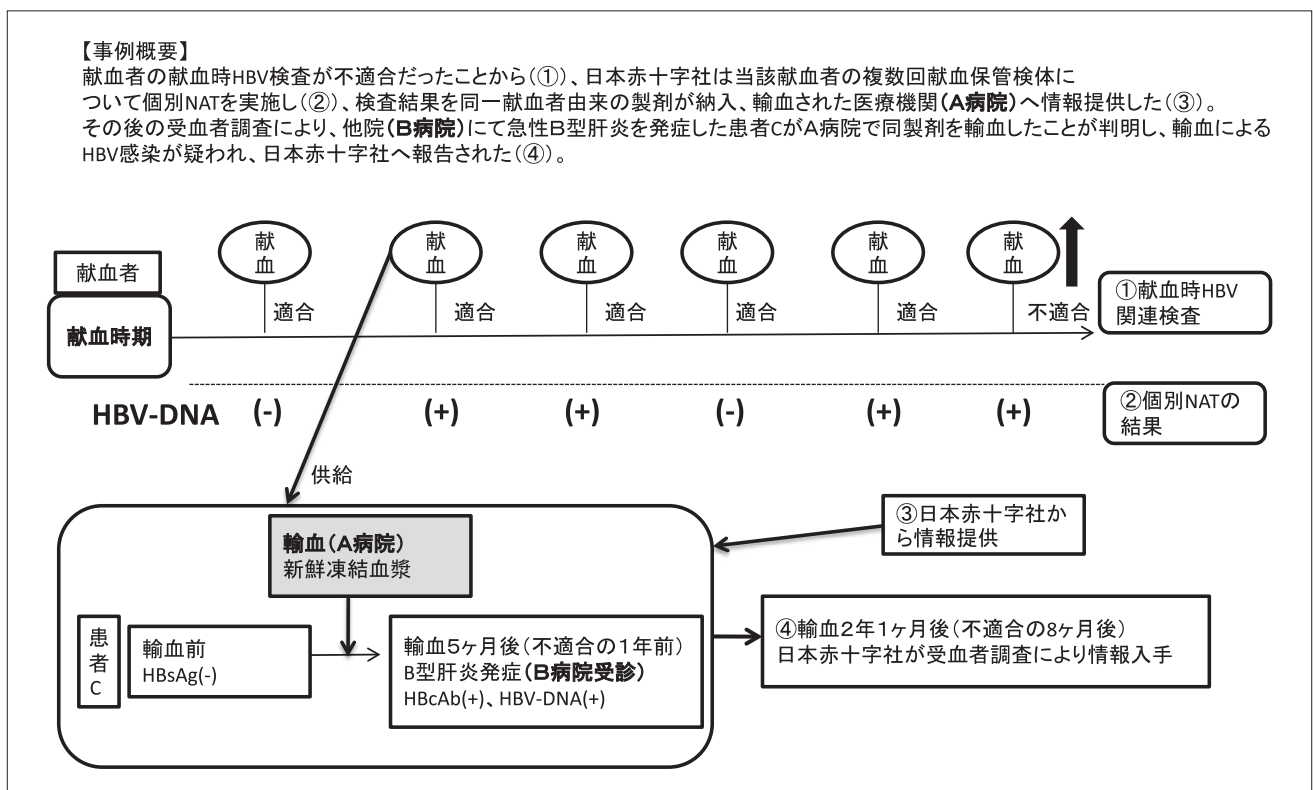 【事例概要】
献血者の献血時HBV検査が不適合だったことから(①)、日本赤十字社は当該献血者の複数回献血保管検体に
ついて個別NATを実施し(②)、検査結果を同一献血者由来の製剤が納入、輸血された医療機関(A病院)へ情報提供した(③)。
その後の受血者調査により、他院(B病院)にて急性B型肝炎を発症した患者CがA病院で同製剤を輸血したことが判明し、輸血による
HBV感染が疑われ、日本赤十字社へ報告された(④)。
献血 献血 献血 献血 献血 献血
献血者
適合 適合 適合 適合 適合 不適合
①献血時HBV
関連検査
献血時期
HBV-DNA (-) (+) (+) (-) (+) (+)
②個別NATの
結果
供給
③日本赤十字社か
ら情報提供
輸血(A病院)
新鮮凍結血漿
患者C
輸血前
HBsAg(-)
輸血5ヶ月後(不適合の1年前)
B型肝炎発症(B病院受診)
HBcAb(+)、HBV-DNA(+)
④輸血2年1ヶ月後(不適合の8ヶ月後)
日本赤十字社が受血者調査により情報入手